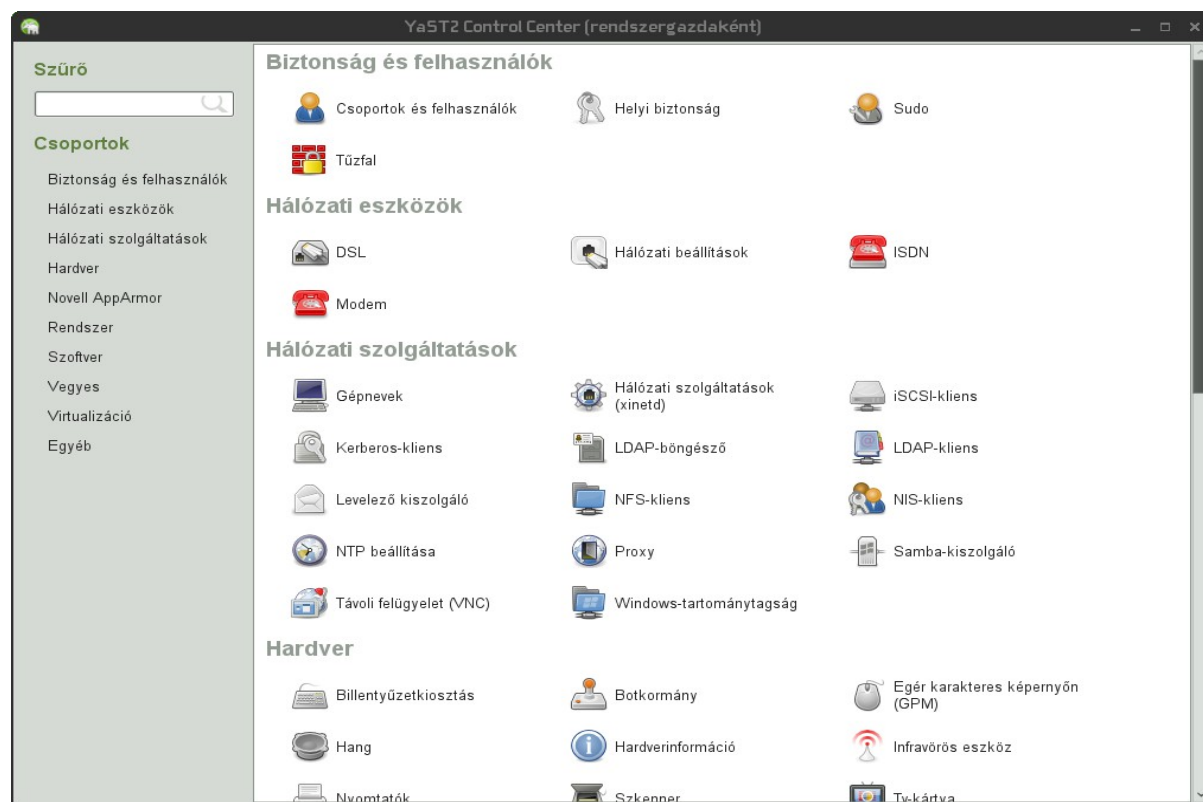 YaST2 Control Center (rendszergazdaként)
Szűrő
Csoportok
Biztonság és felhasználók
Hálózati eszközök
Hálózati szolgáltatások
Hardver
Novell AppArmor
Rendszer
Szoftver
Vegyes
Virtualizáció
Egyéb
Biztonság és felhasználók
Csoportok és felhasználók
Helyi biztonság
Sudo
Tűzfal
Hálózati eszközök
DSL
Hálózati beállítások
ISDN
Modem
Hálózati szolgáltatások
Gépnevek
Hálózati szolgáltatások
(xinetd)
iSCSI-kliens
Kerberos-kliens
LDAP-böngésző
LDAP-kliens
Levelező kiszolgáló
NFS-kliens
NIS-kliens
NTP beállítása
Proxy
Samba-kiszolgáló
Távoli felügyelet (VNC)
Windows-tartománytagság
Hardver
Billentyűzetkiosztás
Botkormány
Egér karakteres képernyőn
(GPM)
Hang
Hardverinformáció
Infravörös eszköz
Nyomtatók
Szkenner
Tv-kártya